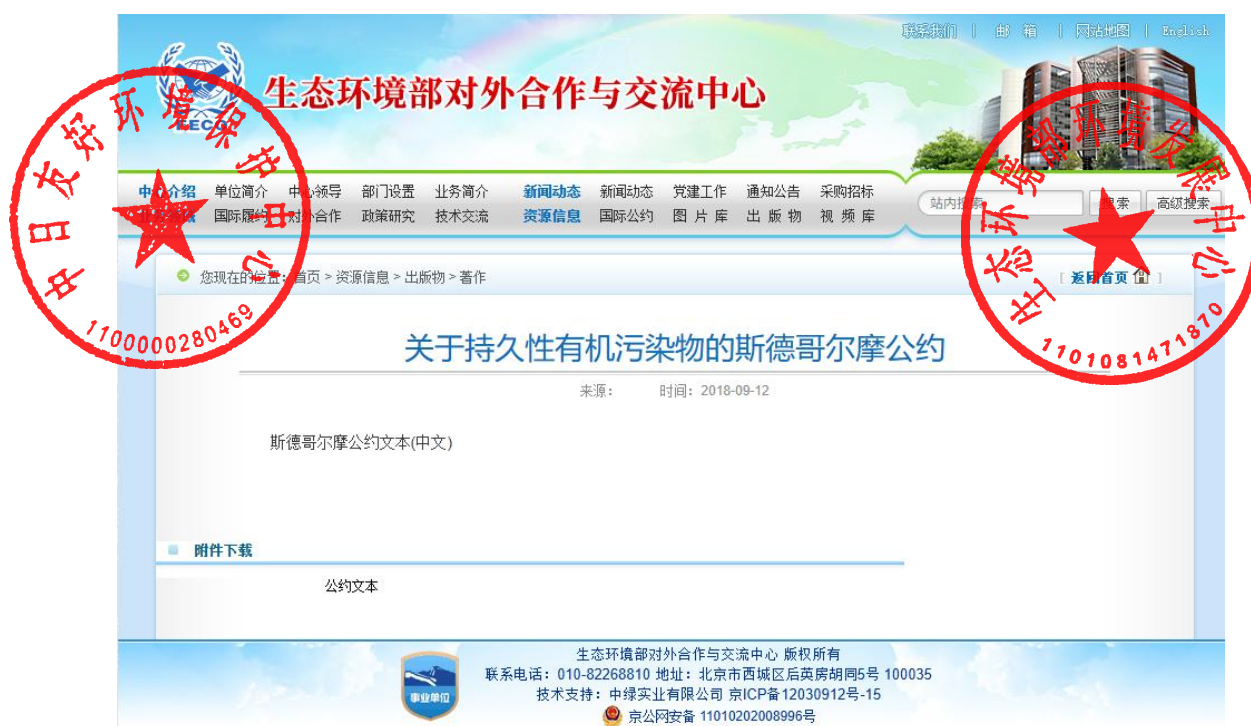 联系我们 | 邮 箱 | 网站地图 | English
生态环境部对外合作与交流中心
FECO
中心介绍 单位简介 中心领导 部门设置 业务简介 新闻动态 新闻动态 党建工作 通知公告 采购招标
国际履约 对外合作 政策研究 技术交流 资源信息 国际公约 图 片 库 出 版 物 视 频 库
站内搜索 搜索 高级搜索
中日友好环境保护中心
1100000280469
生态环境部环境发展中心
1101081471870
您现在的位置：首页 > 资源信息 > 出版物 > 著作
[ 返回首页 ]
关于持久性有机污染物的斯德哥尔摩公约
来源： 时间：2018-09-12
斯德哥尔摩公约文本(中文)
附件下载
公约文本
生态环境部对外合作与交流中心 版权所有
联系电话：010-82268810 地址：北京市西城区后英房胡同5号 100035
技术支持：中绿实业有限公司 京ICP备12030912号-15
京公网安备 11010202008996号
事业单位